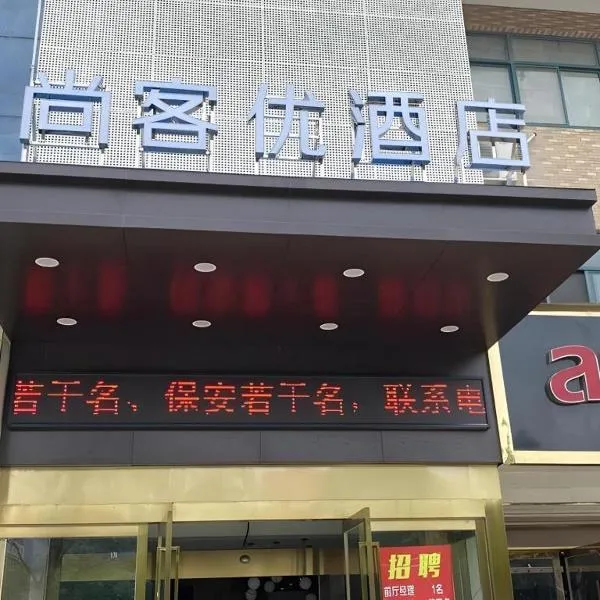 尚客优酒店
若干名、保安若干名，联系电
a
招聘
前厅经理 1名